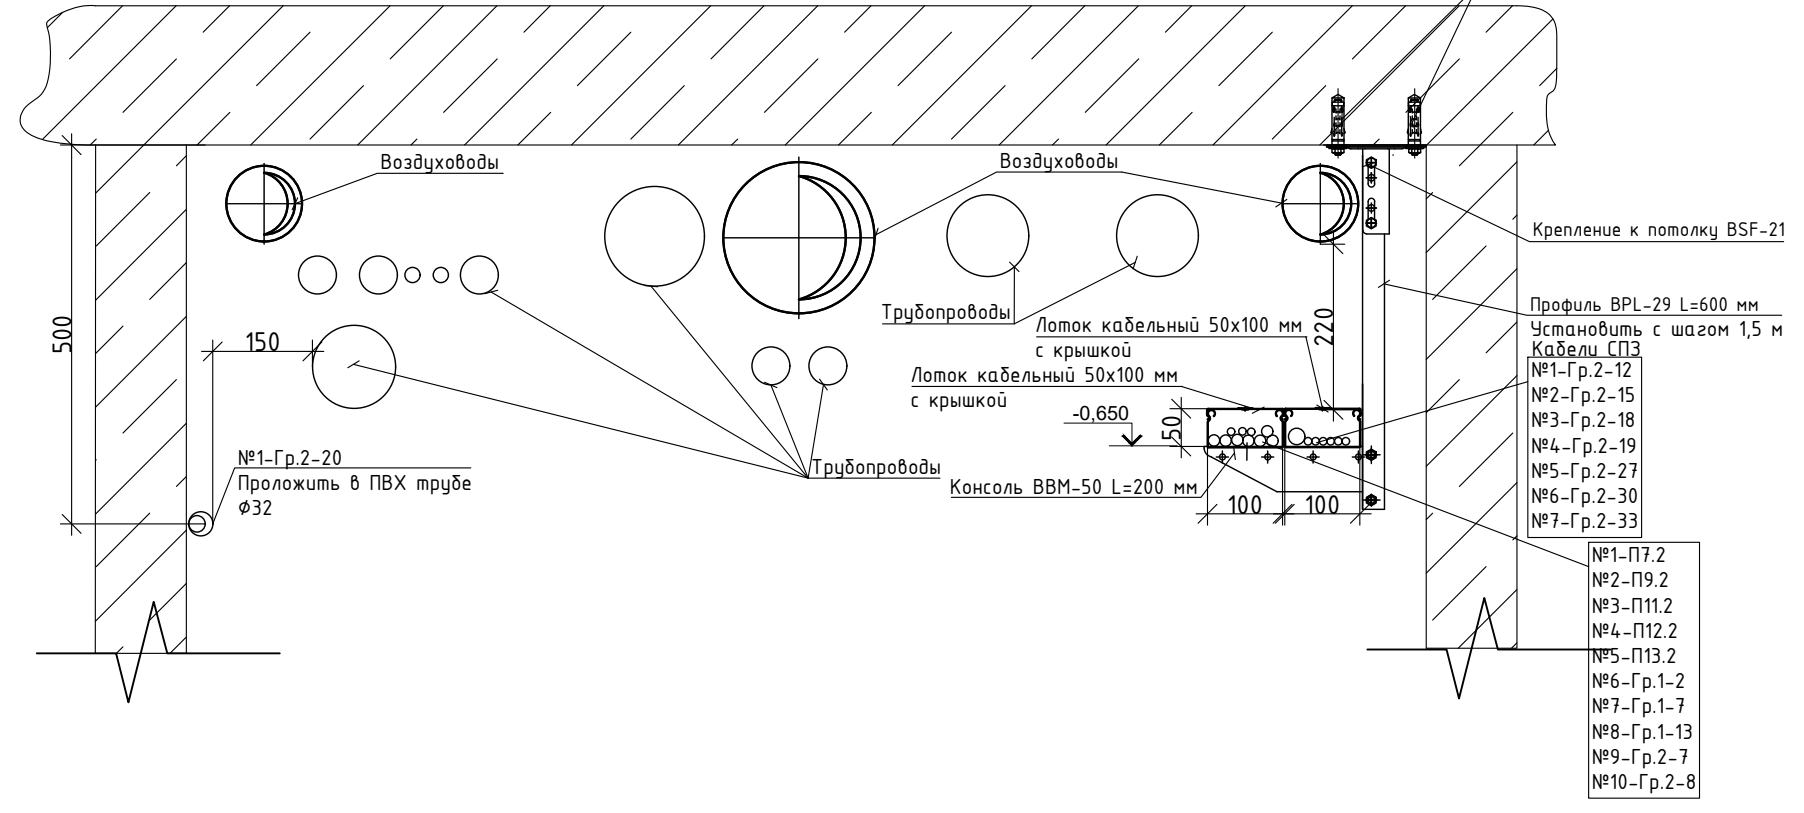 Воздуховоды
Воздуховоды
Крепление к потолку BSF-21
Трубопроводы
Профиль BPL-29 L=600 мм
Установить с шагом 1,5 м
Лоток кабельный 50х100 мм
с крышкой
220
500
150
Лоток кабельный 50х100 мм
с крышкой
-0,650
50
Кабели СПЗ
№1-Гр.2-12
№2-Гр.2-15
№3-Гр.2-18
№4-Гр.2-19
№5-Гр.2-27
№6-Гр.2-30
№7-Гр.2-33
№1-Гр.2-20
Проложить в ПВХ трубе
ϕ32
Трубопроводы
Консоль BBM-50 L=200 мм
100
100
№1-П7.2
№2-П9.2
№3-П11.2
№4-П12.2
№5-П13.2
№6-Гр.1-2
№7-Гр.1-7
№8-Гр.1-13
№9-Гр.2-7
№10-Гр.2-8